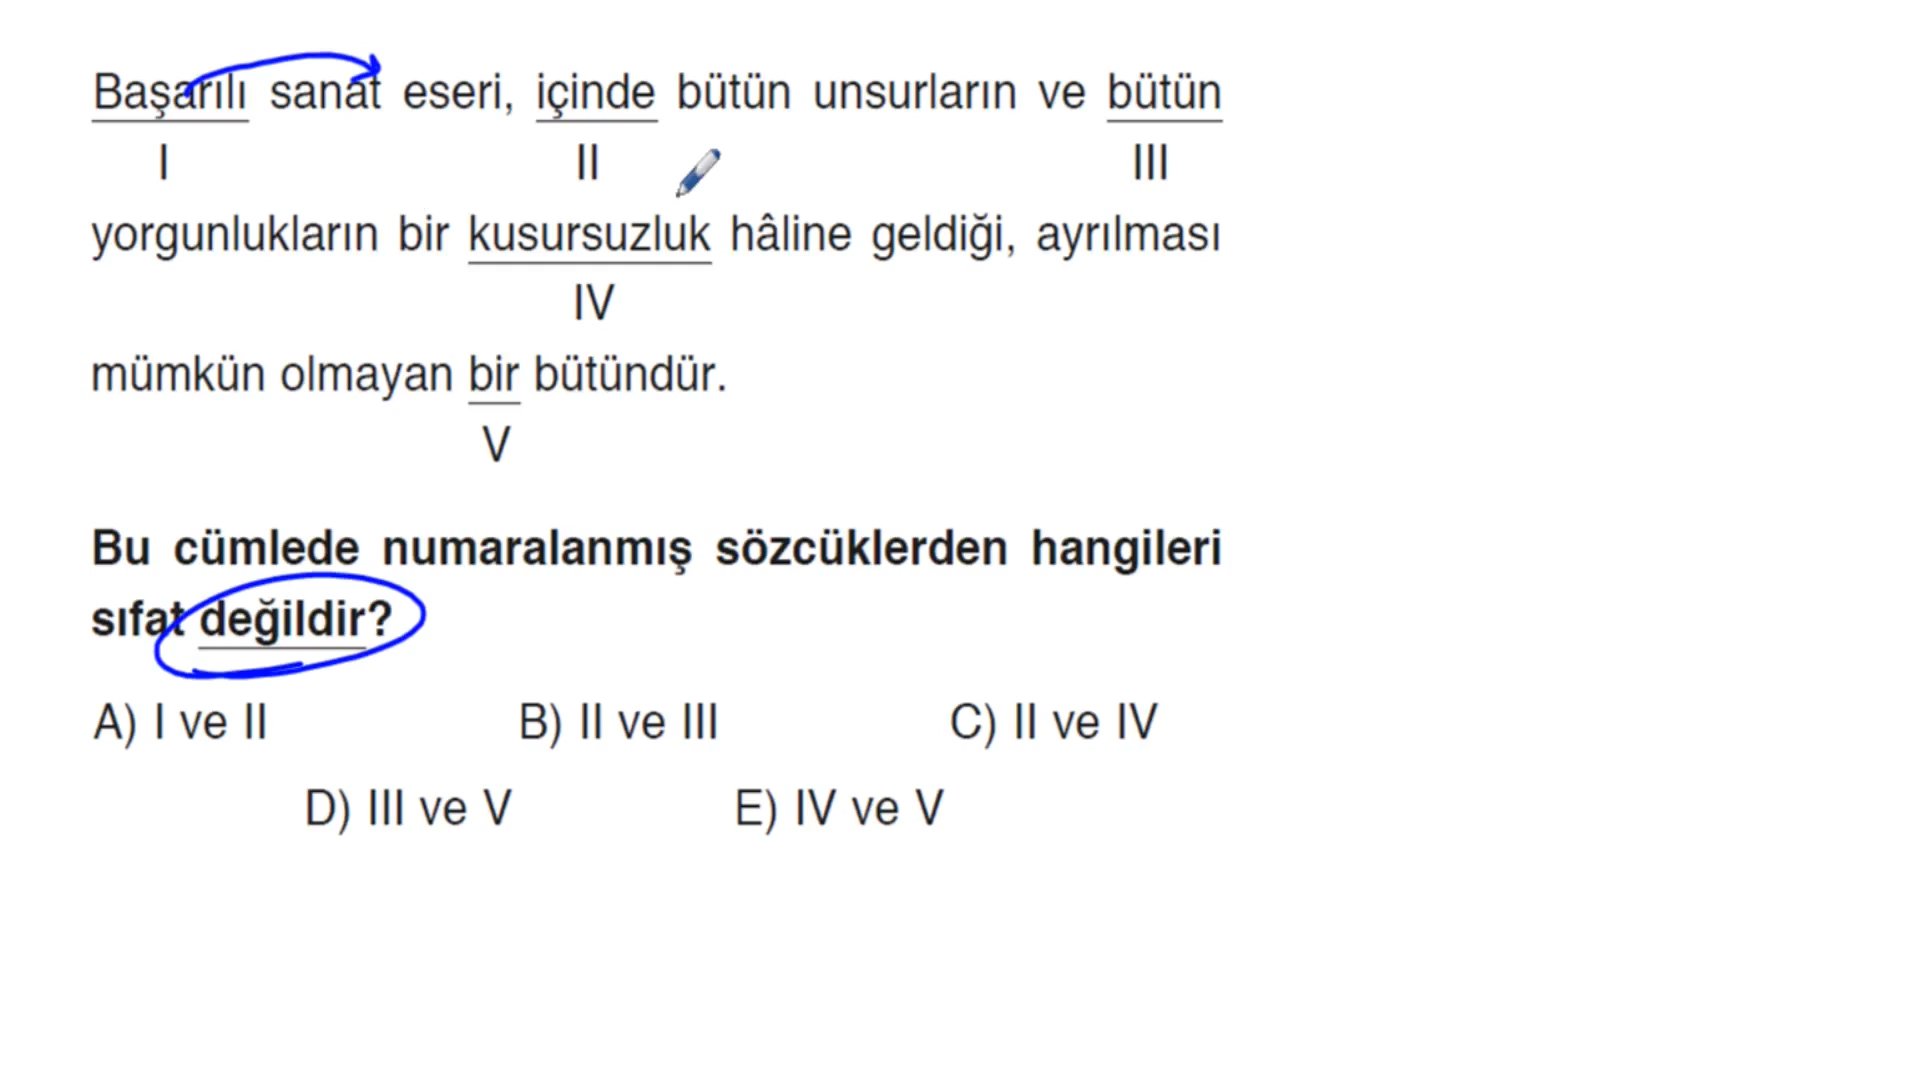 Başarılı sanat eseri, içinde bütün unsurların ve bütün
I II III
yorgunlukların bir kusursuzluk hâline geldiği, ayrılması
IV
mümkün olmayan bir bütündür.
V
Bu cümlede numaralanmış sözcüklerden hangileri
sıfat değildir?
A) I ve II B) II ve III C) II ve IV
D) III ve V E) IV ve V